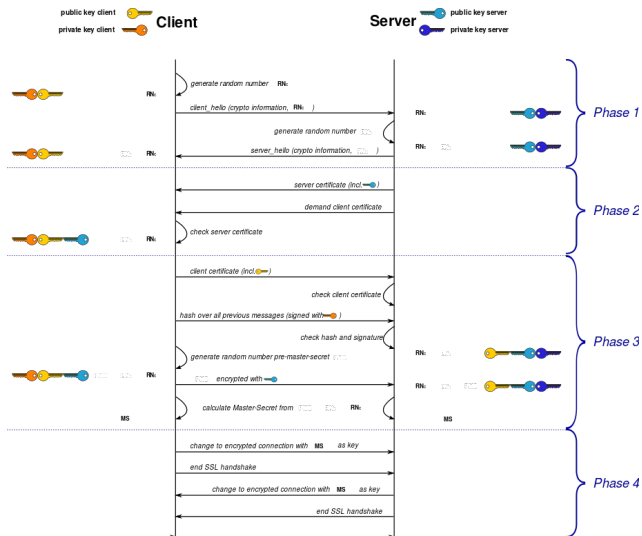 public key client
private key client
Client
Server
public key server
private key server
generate random number RNC
RNC
client_hello (crypto information, RNC )
RNC
Phase 1
generate random number
RNC
server_hello (crypto information, )
RNC
server certificate (incl. )
demand client certificate
Phase 2
check server certificate
RNC
client certificate (incl. )
check client certificate
hash over all previous messages (signed with )
check hash and signature
Phase 3
generate random number pre-master-secret
RNC
RNC
encrypted with
RNC
calculate Master-Secret from RNC
MS
MS
change to encrypted connection with MS as key
end SSL handshake
Phase 4
change to encrypted connection with MS as key
end SSL handshake